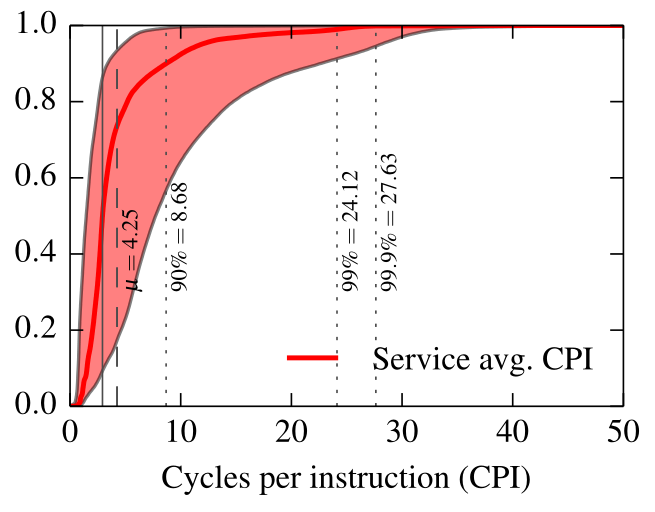 1.0
0.8
0.6
0.4
0.2
0.0
μ = 4.25
90% = 8.68
99% = 24.12
99.9% = 27.63
Service avg. CPI
0 10 20 30 40 50
Cycles per instruction (CPI)